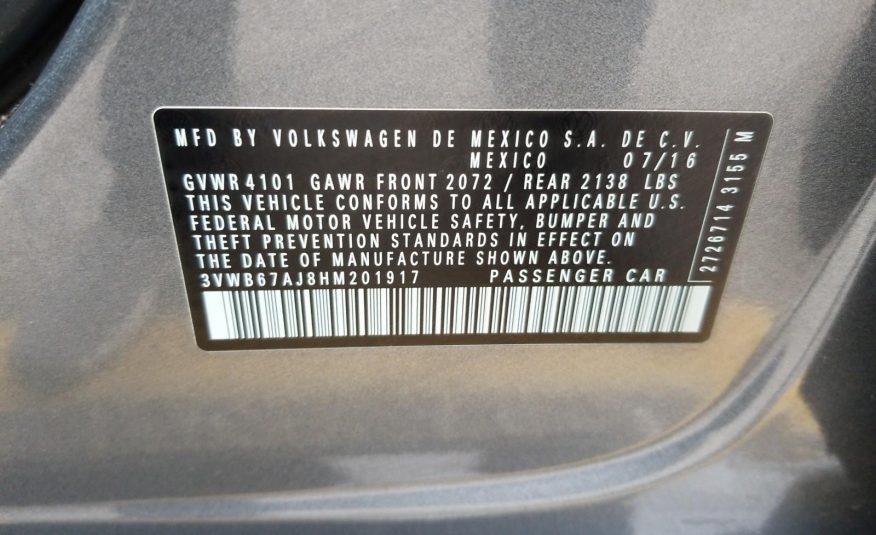 MFD BY VOLKSWAGEN DE MEXICO S.A. DE C.V.
MEXICO 07/16
GVWR 4101 GAWR FRONT 2072 / REAR 2138 LBS
THIS VEHICLE CONFORMS TO ALL APPLICABLE U.S.
FEDERAL MOTOR VEHICLE SAFETY, BUMPER AND
THEFT PREVENTION STANDARDS IN EFFECT ON
THE DATE OF MANUFACTURE SHOWN ABOVE.
3VWB67AJ8HM201917 PASSENGER CAR
2726714 3155 M